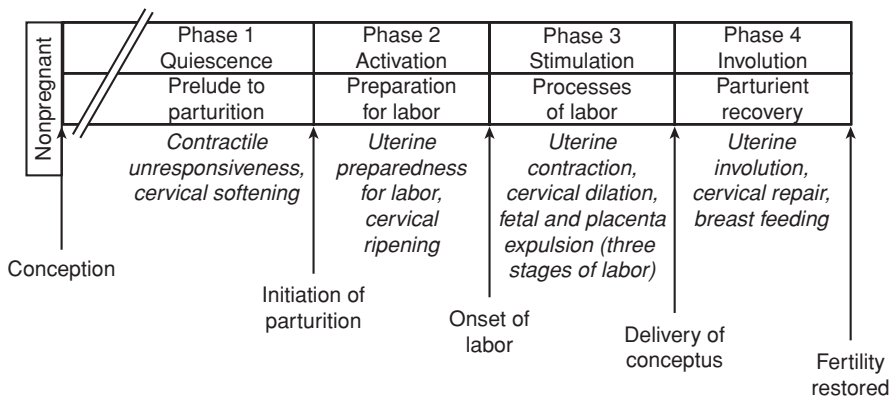 Nonpregnant
Phase 1
Quiescence
Prelude to
parturition
Contractile
unresponsiveness,
cervical softening
Phase 2
Activation
Preparation
for labor
Uterine
preparedness
for labor,
cervical
ripening
Phase 3
Stimulation
Processes
of labor
Uterine
contraction,
cervical dilation,
fetal and placenta
expulsion (three
stages of labor)
Phase 4
Involution
Parturient
recovery
Uterine
involution,
cervical repair,
breast feeding
Conception
Initiation of
parturition
Onset of
labor
Delivery of
conceptus
Fertility
restored